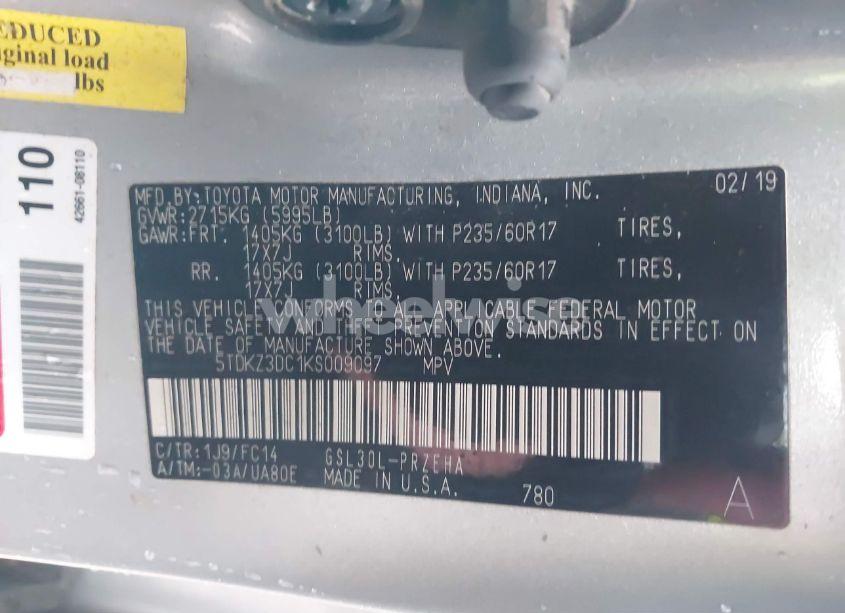 EDUCED
ginal load
lbs
110
42661-08110
MFD.BY:TOYOTA MOTOR MANUFACTURING, INDIANA, INC. 02/19
GVWR:2715KG (5995LB)
GAWR:FRT. 1405KG (3100LB) WITH P235/60R17 TIRES,
17X7J RIMS,
RR. 1405KG (3100LB) WITH P235/60R17 TIRES,
17X7J RIMS,
THIS VEHICLE CONFORMS TO ALL APPLICABLE FEDERAL MOTOR
VEHICLE SAFETY AND THEFT PREVENTION STANDARDS IN EFFECT ON
THE DATE OF MANUFACTURE SHOWN ABOVE.
wheelwise
5TDKZ3DC1KS009097 MPV
C/TR:1J9/FC14 GSL30L-PRZEHA
A/TM:-03A/UA80E MADE IN U.S.A. 780
A